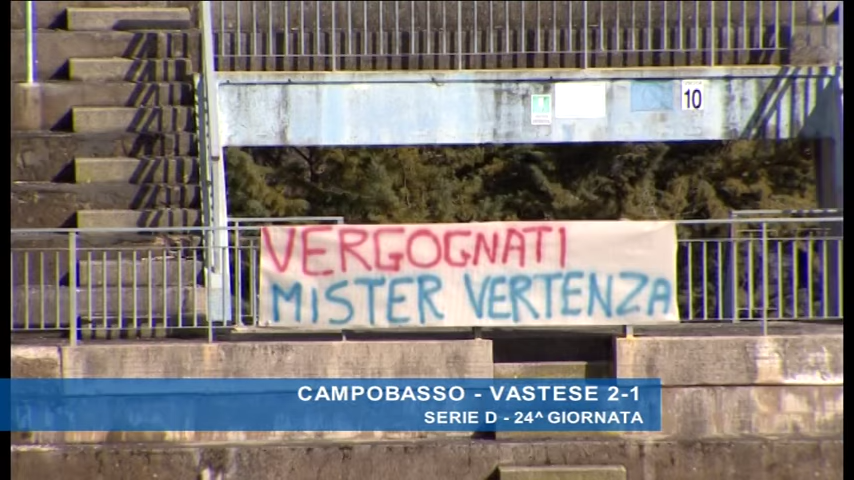 10
VERGOGNATI
MISTER VERTENZA
CAMPOBASSO - VASTESE 2-1
SERIE D - 24^ GIORNATA